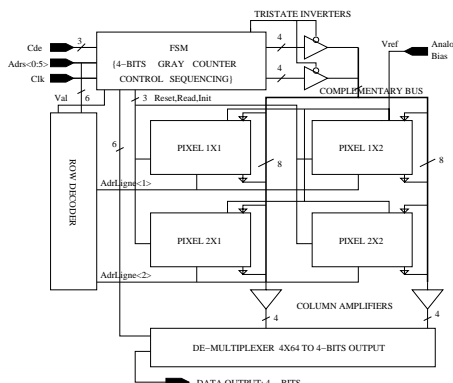 TRISTATE INVERTERS
Cde
3
FSM
{4-BITS GRAY COUNTER
CONTROL SEQUENCING}
4
4
Vref
Analo
Bias
Adrs<0:5>
Clk
COMPLEMENTARY BUS
Val
6
3
Reset,Read,Init
6
ROW DECODER
PIXEL 1X1
PIXEL 1X2
8
8
AdrLigne<1>
PIXEL 2X1
PIXEL 2X2
AdrLigne<2>
COLUMN AMPLIFIERS
4
4
DE-MULTIPLEXER 4X64 TO 4-BITS OUTPUT
DATA OUTPUT: 4 - BITS